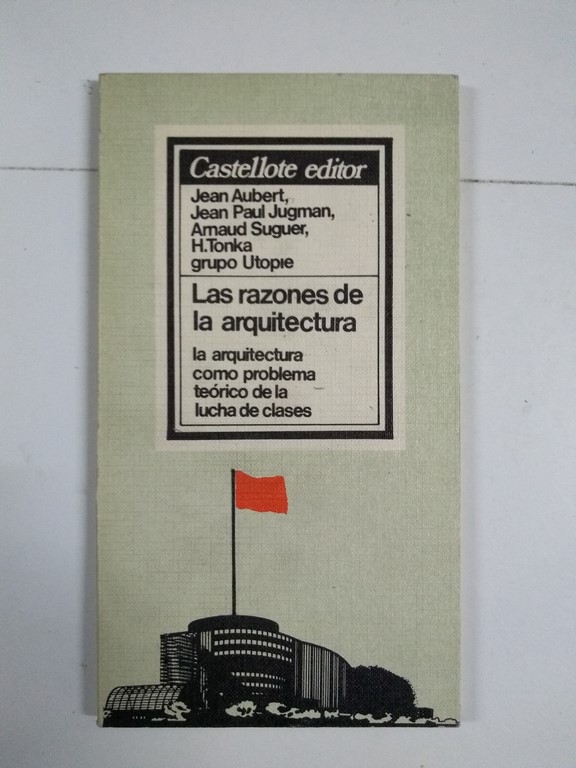 Castellote editor
Jean Aubert,
Jean Paul Jugman,
Arnaud Suguer,
H.Tonka
grupo Utopie
Las razones de
la arquitectura
la arquitectura
como problema
teórico de la
lucha de clases